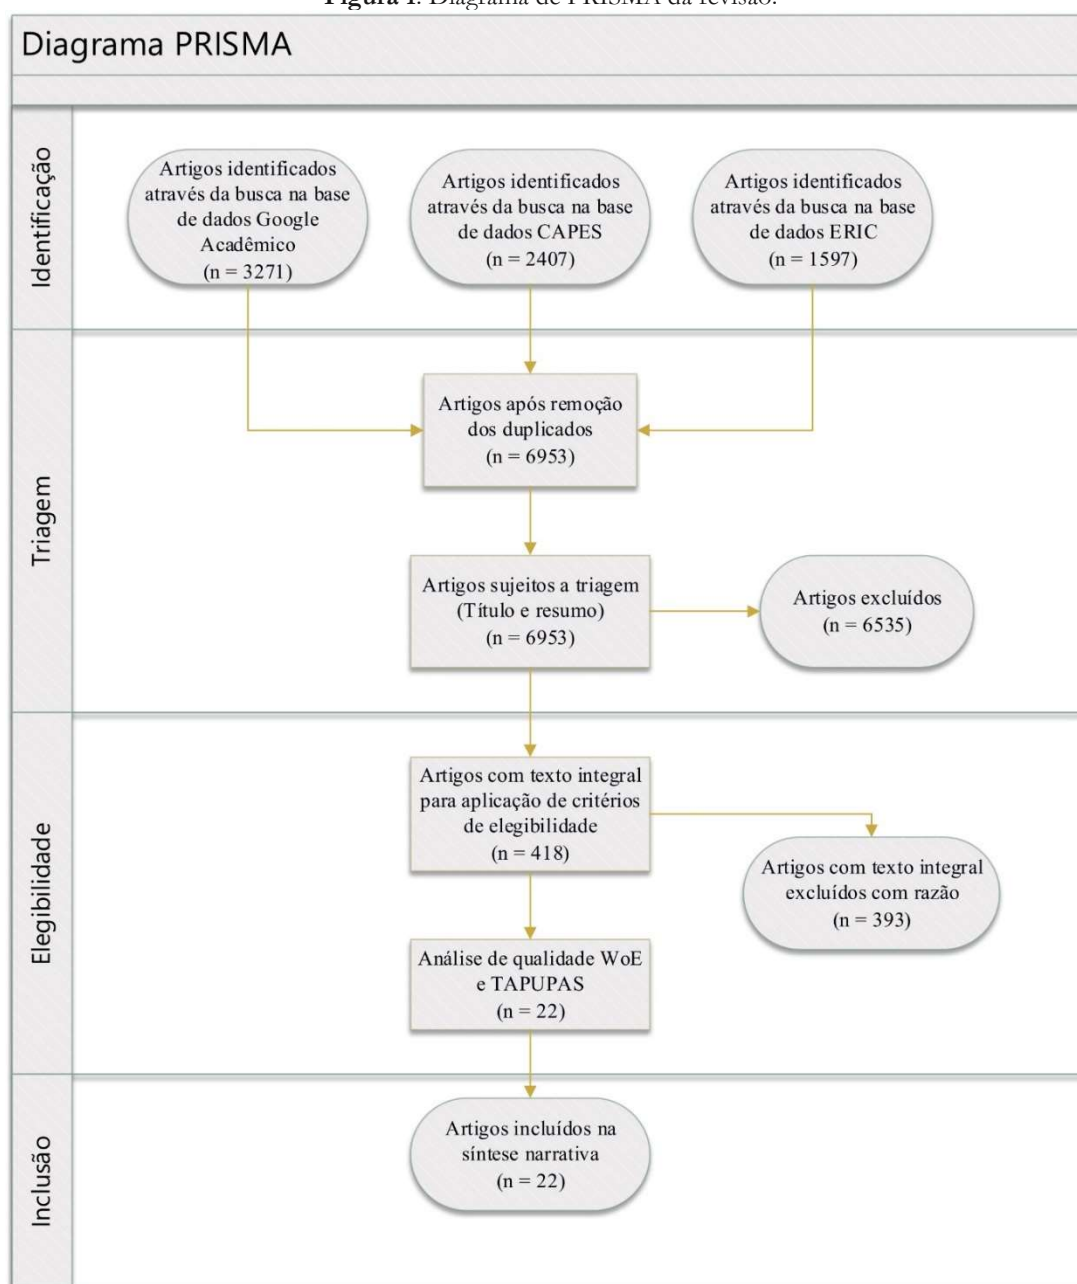 Figura 1. Diagrama de PRISMA da revisão.
Diagrama PRISMA
Identificação
Artigos identificados
através da busca na base
de dados Google
Acadêmico
(n = 3271)
Artigos identificados
através da busca na base
de dados CAPES
(n = 2407)
Artigos identificados
através da busca na base
de dados ERIC
(n = 1597)
Triagem
Artigos após remoção
dos duplicados
(n = 6953)
Artigos sujeitos a triagem
(Título e resumo)
(n = 6953)
Artigos excluídos
(n = 6535)
Elegibilidade
Artigos com texto integral
para aplicação de critérios
de elegibilidade
(n = 418)
Artigos com texto integral
excluídos com razão
(n = 393)
Análise de qualidade WoE
e TAPUPAS
(n = 22)
Inclusão
Artigos incluídos na
síntese narrativa
(n = 22)